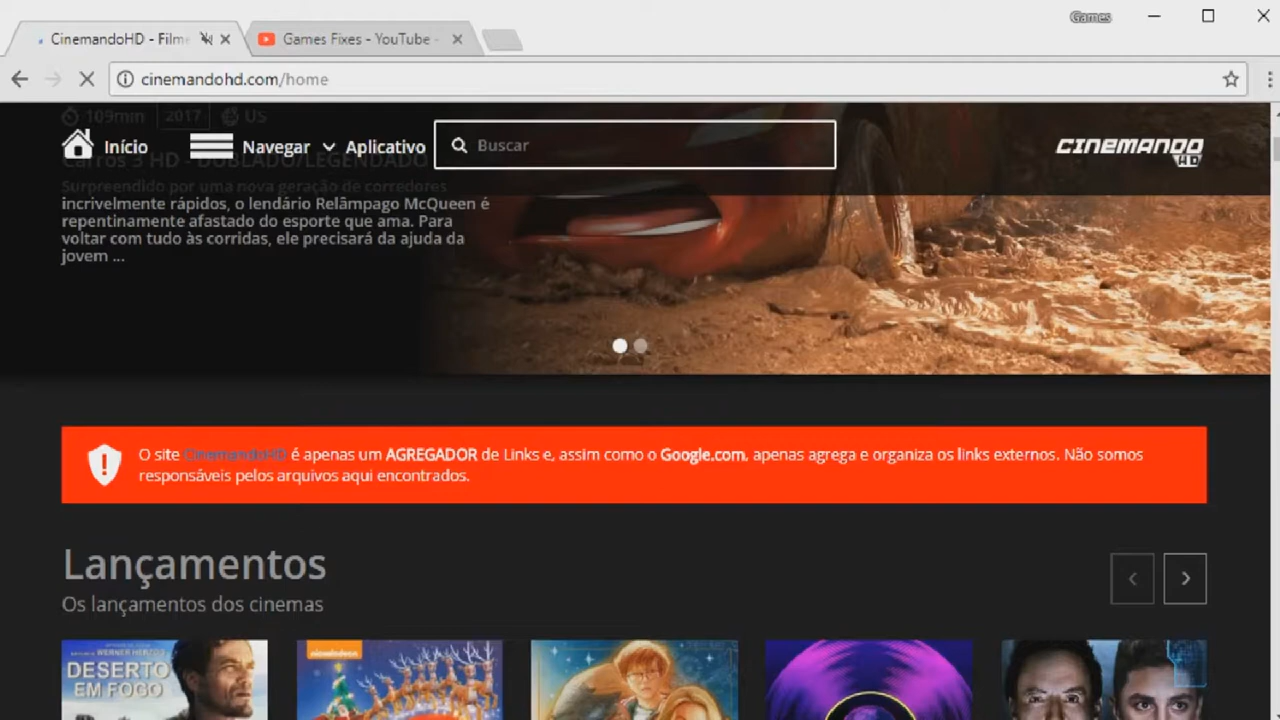 Games
CinemandoHD - Film
Games Fixes - YouTube -
cinemandohd.com/home
109min 2017 US
Início Navegar Aplicativo Buscar CINEMANDO HD
Carros 3 HD - DUBLADO/LEGENDADO
Surpreendido por uma nova geração de corredores
incrivelmente rápidos, o lendário Relâmpago McQueen é
repentinamente afastado do esporte que ama. Para
voltar com tudo às corridas, ele precisará da ajuda da
jovem ...
O site CinemandoHD é apenas um AGREGADOR de Links e, assim como o Google.com, apenas agrega e organiza os links externos. Não somos
responsáveis pelos arquivos aqui encontrados.
Lançamentos
Os lançamentos dos cinemas
WERNER HERZOG
DESERTO
EM FOGO
nickelodeon